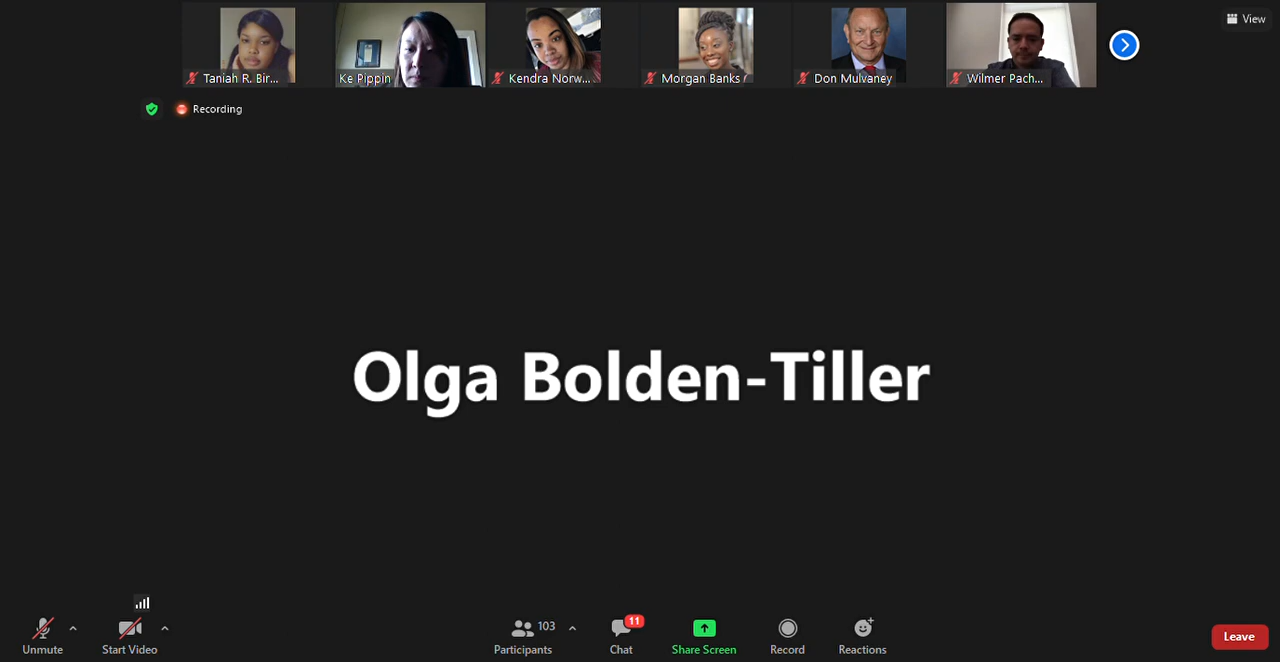 View
Taniah R. Bir...
Ke Pippin
Kendra Norw...
Morgan Banks /
Don Mulvaney
Wilmer Pach...
Recording
Olga Bolden-Tiller
Unmute
Start Video
Participants
103
Chat
11
Share Screen
Record
Reactions
Leave